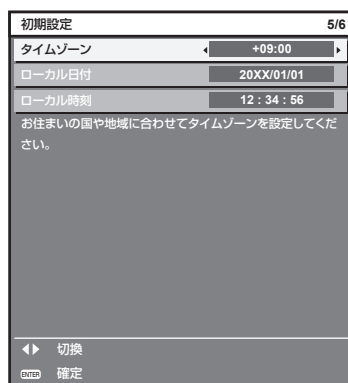 初期設定 5/6
タイムゾーン +09:00
ローカル日付 20XX/01/01
ローカル時刻 12 : 34 : 56
お住まいの国や地域に合わせてタイムゾーンを設定してくだ
さい。
切換
ENTER 確定